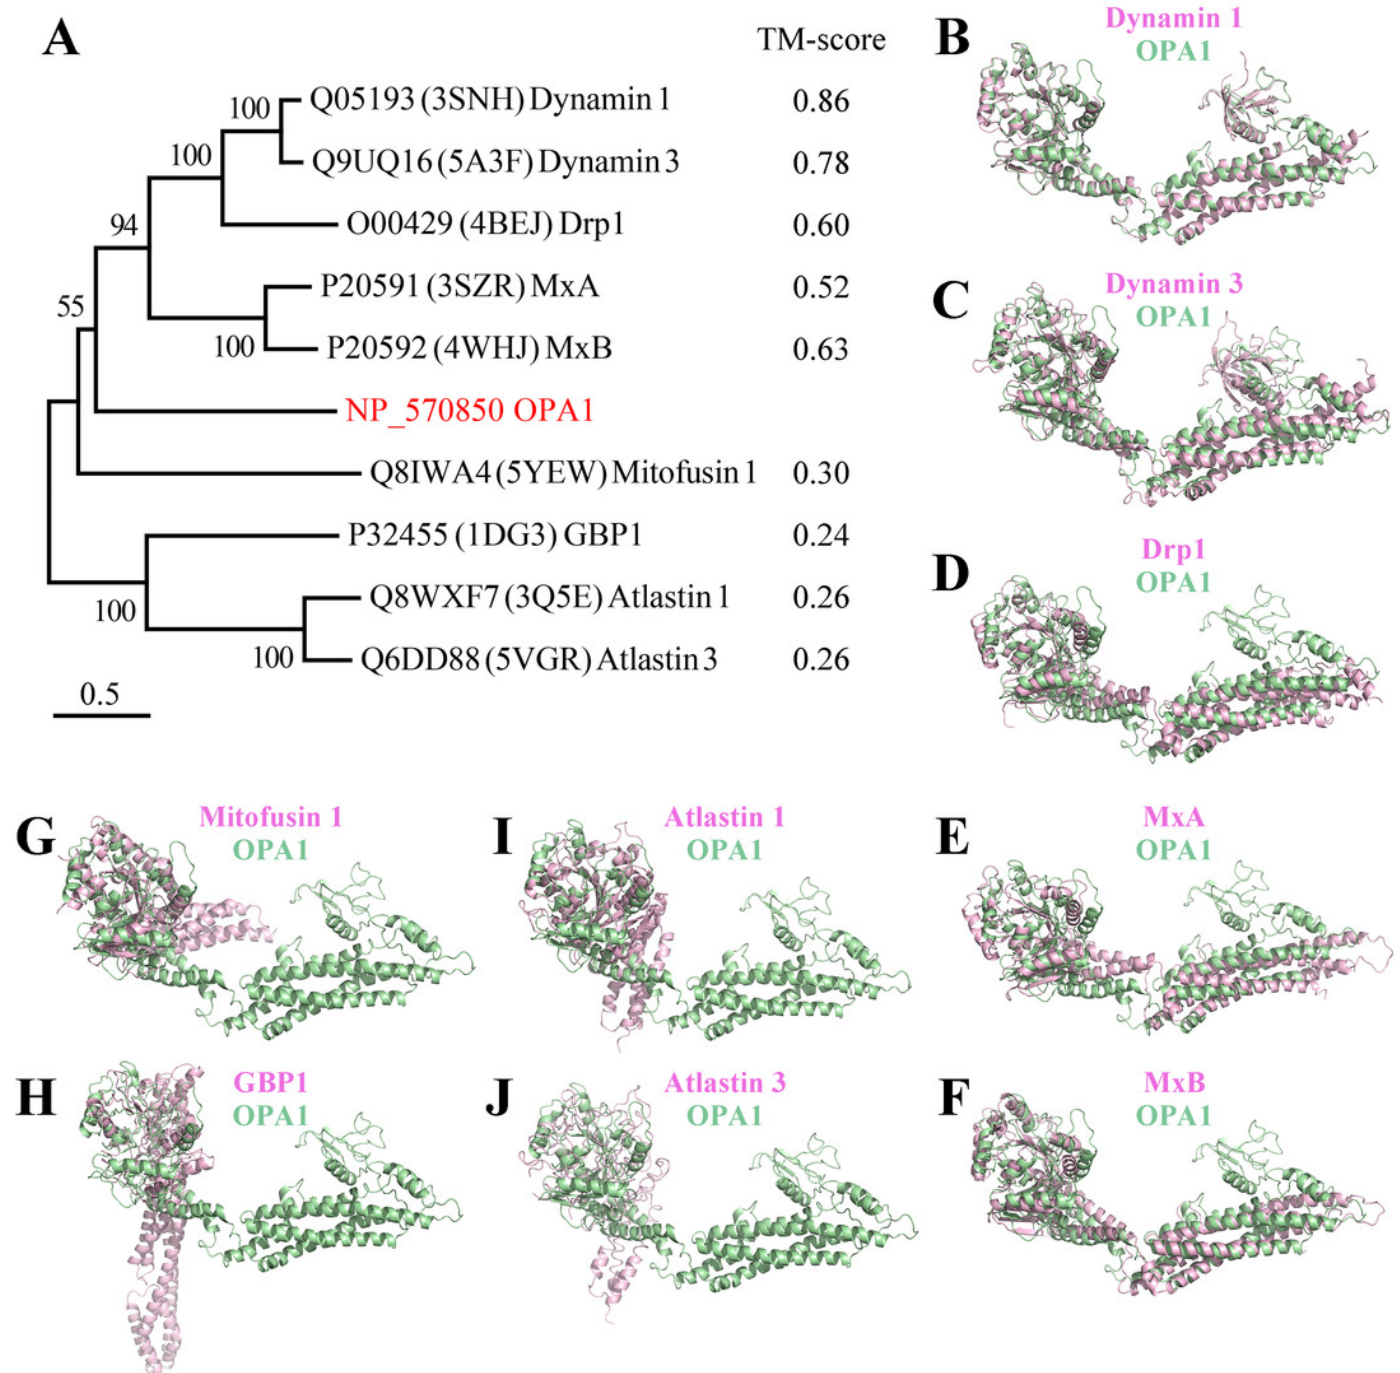 A
TM-score
100
Q05193 (3SNH) Dynamin 1 0.86
100
Q9UQ16 (5A3F) Dynamin 3 0.78
94
O00429 (4BEJ) Drp1 0.60
P20591 (3SZR) MxA 0.52
55
100
P20592 (4WHJ) MxB 0.63
NP_570850 OPA1
Q8IWA4 (5YEW) Mitofusin 1 0.30
P32455 (1DG3) GBP1 0.24
100
Q8WXF7 (3Q5E) Atlastin 1 0.26
100
Q6DD88 (5VGR) Atlastin 3 0.26
0.5
B
Dynamin 1
OPA1
C
Dynamin 3
OPA1
D
Drp1
OPA1
G
Mitofusin 1
OPA1
I
Atlastin 1
OPA1
E
MxA
OPA1
H
GBP1
OPA1
J
Atlastin 3
OPA1
F
MxB
OPA1